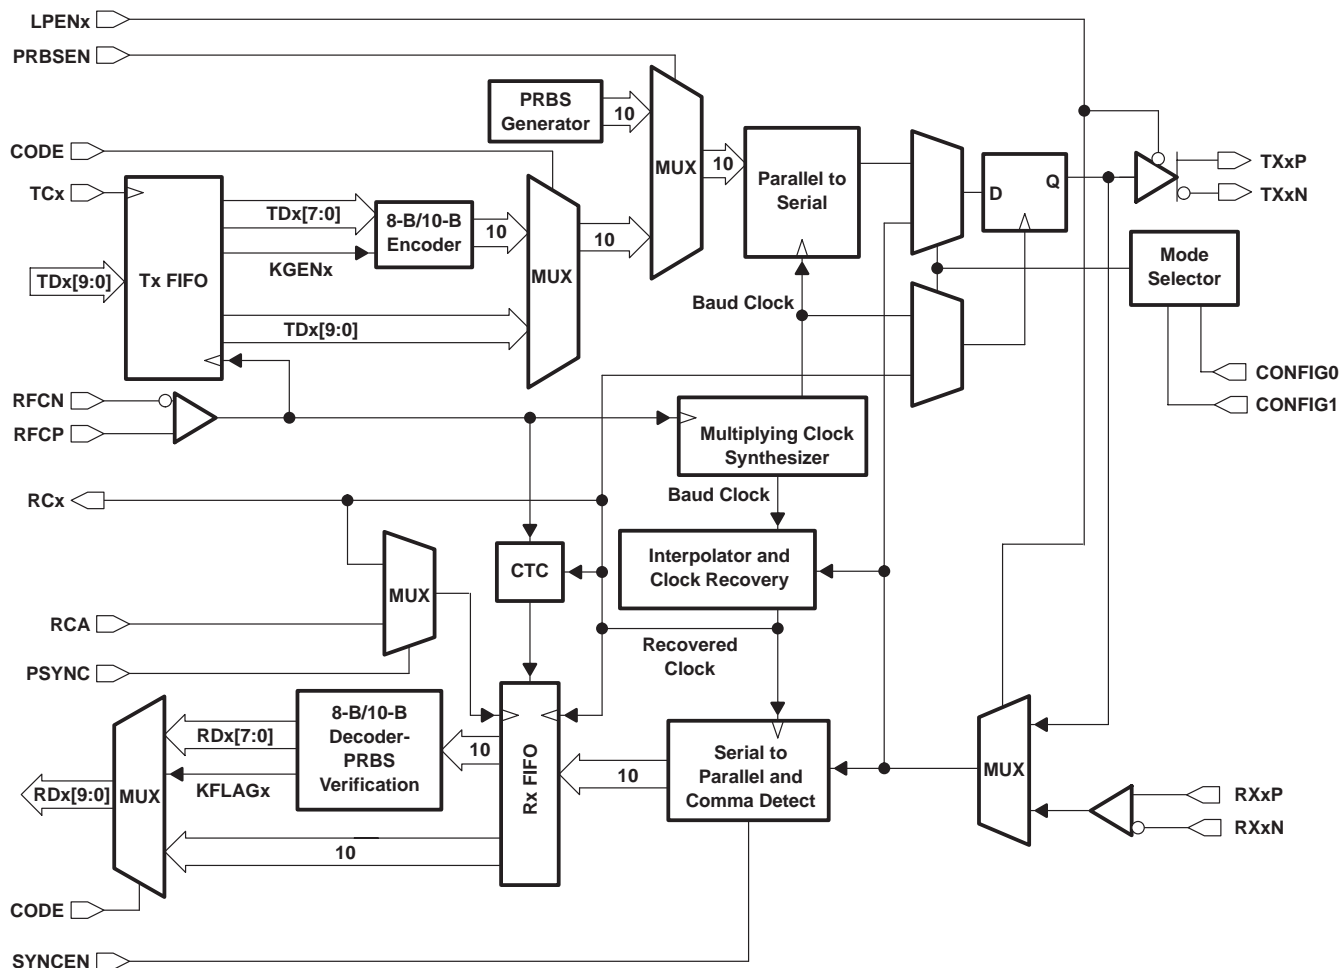 LPENx
PRBSEN
PRBS
Generator
10
MUX
10
Parallel to
Serial
D
Q
TXxP
TXxN
CODE
TCx
TDx[9:0]
Tx FIFO
TDx[7:0]
KGENx
8-B/10-B
Encoder
10
MUX
10
TDx[9:0]
Baud Clock
Mode
Selector
CONFIG0
CONFIG1
RFCN
RFCP
Multiplying Clock
Synthesizer
Baud Clock
RCx
CTC
Interpolator and
Clock Recovery
MUX
RCA
PSYNC
Recovered
Clock
8-B/10-B
Decoder-
PRBS
Verification
RDx[7:0]
KFLAGx
RDx[9:0]
MUX
10
10
Rx FIFO
10
Serial to
Parallel and
Comma Detect
MUX
RXxP
RXxN
CODE
SYNCEN